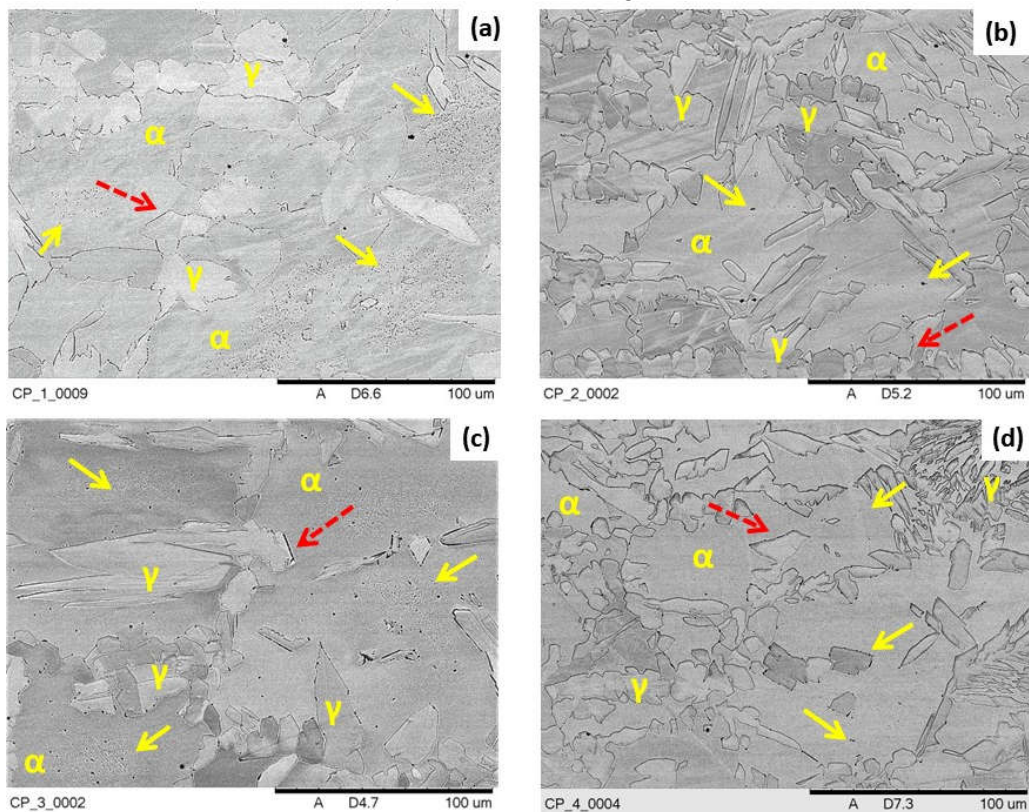 (a)
γ
α
γ
α
CP_1_0009 A D6.6 100 um
(b)
α
γ
γ
α
γ
CP_2_0002 A D5.2 100 um
(c)
α
γ
γ
γ
α
CP_3_0002 A D4.7 100 um
(d)
γ
α
α
γ
CP_4_0004 A D7.3 100 um